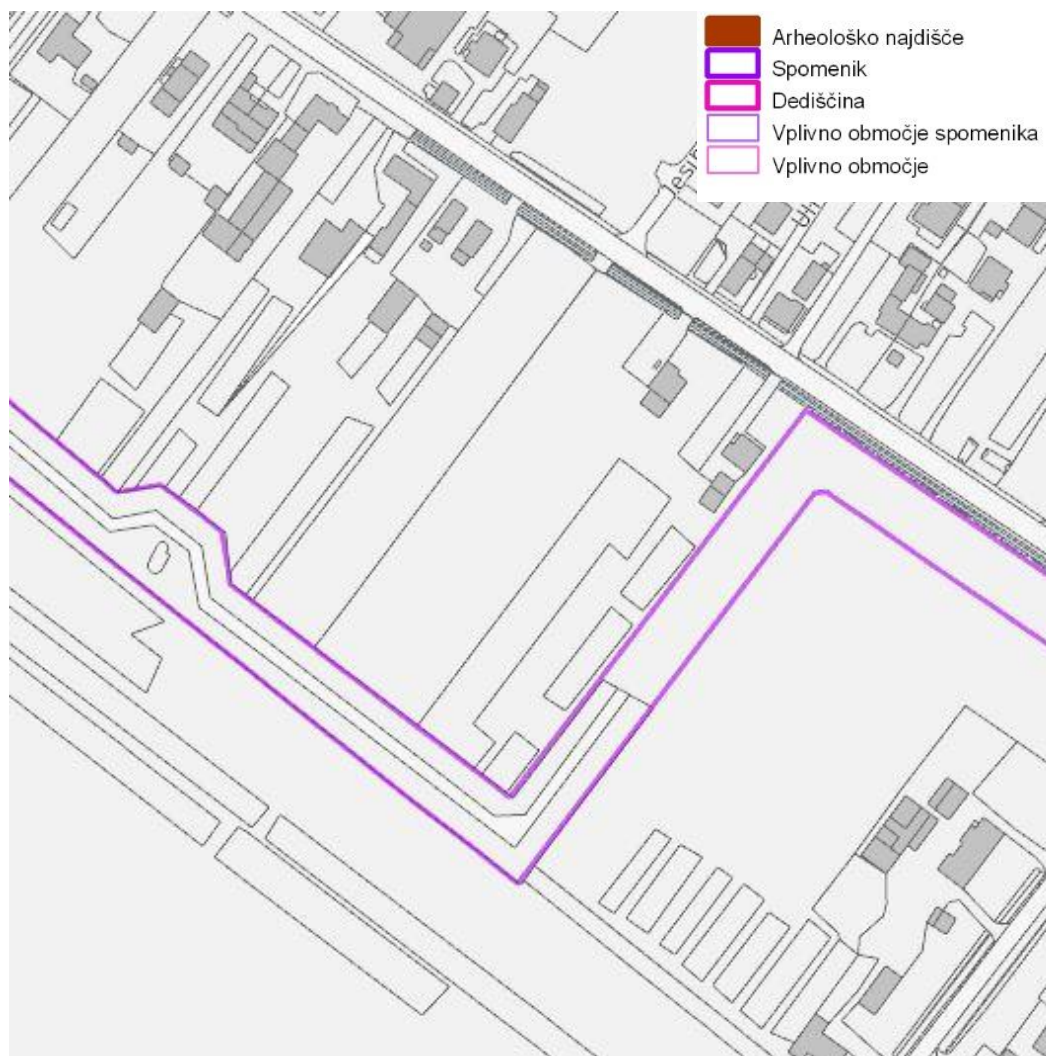 Arheološko najdišče
Spomenik
Dediščina
Vplivno območje spomenika
Vplivno območje